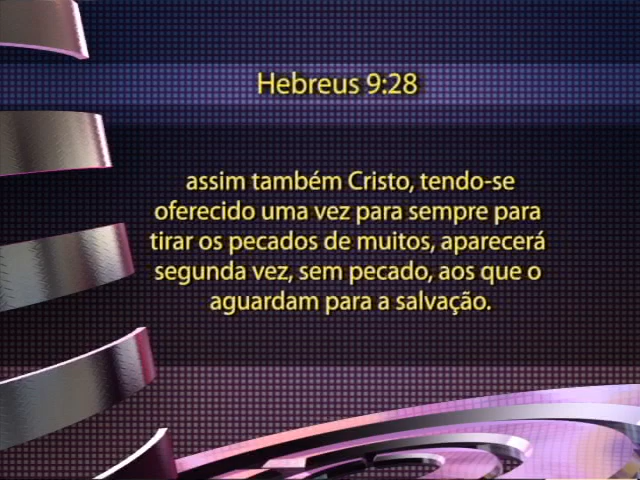 Hebreus 9:28
assim também Cristo, tendo-se
oferecido uma vez para sempre para
tirar os pecados de muitos, aparecerá
segunda vez, sem pecado, aos que o
aguardam para a salvação.